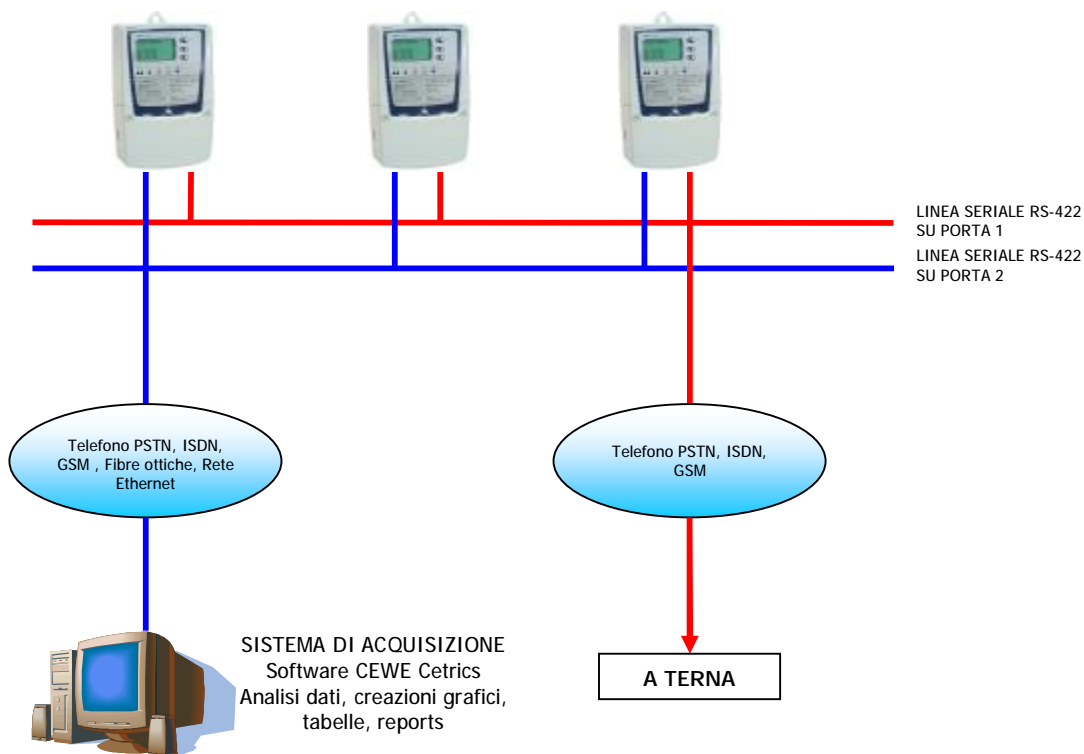 LINEA SERIALE RS-422
SU PORTA 1
LINEA SERIALE RS-422
SU PORTA 2
Telefono PSTN, ISDN,
GSM , Fibre ottiche, Rete
Ethernet
Telefono PSTN, ISDN,
GSM
SISTEMA DI ACQUISIZIONE
Software CEWE Cetrics
Analisi dati, creazioni grafici,
tabelle, reports
A TERNA